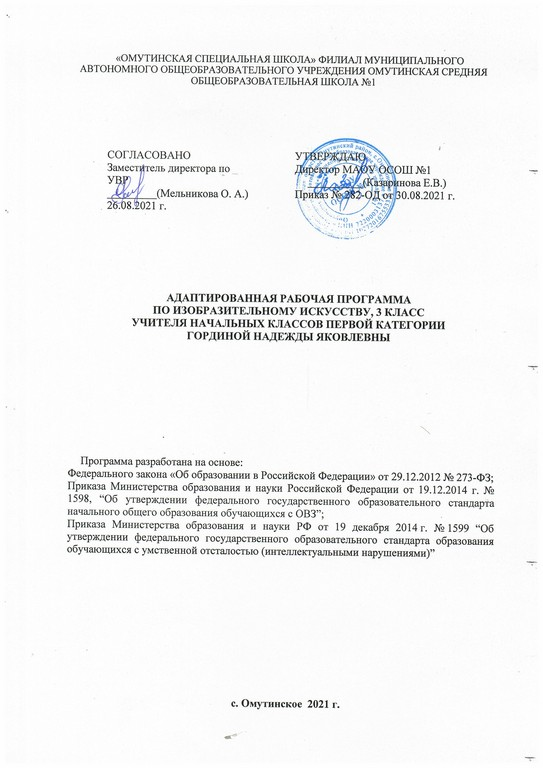 «ОМУТИНСКАЯ СПЕЦИАЛЬНАЯ ШКОЛА» ФИЛИАЛ МУНИЦИПАЛЬНОГО
АВТОНОМНОГО ОБЩЕОБРАЗОВАТЕЛЬНОГО УЧРЕЖДЕНИЯ ОМУТИНСКАЯ СРЕДНЯЯ
ОБЩЕОБРАЗОВАТЕЛЬНАЯ ШКОЛА №1
СОГЛАСОВАНО
Заместитель директора по
УВР
(Мельникова О. А.)
26.08.2021 г.
УТВЕРЖДАЮ
Директор МАОУ ОСОШ №1
(Казаринова Е.В.)
Приказ № 282-ОД от 30.08.2021 г.
АДАПТИРОВАННАЯ РАБОЧАЯ ПРОГРАММА
ПО ИЗОБРАЗИТЕЛЬНОМУ ИСКУССТВУ, 3 КЛАСС
УЧИТЕЛЯ НАЧАЛЬНЫХ КЛАССОВ ПЕРВОЙ КАТЕГОРИИ
ГОРДИНОЙ НАДЕЖДЫ ЯКОВЛЕВНЫ
Программа разработана на основе:
Федерального закона «Об образовании в Российской Федерации» от 29.12.2012 № 273-ФЗ;
Приказа Министерства образования и науки Российской Федерации от 19.12.2014 г. №
1598, “Об утверждении федерального государственного образовательного стандарта
начального общего образования обучающихся с ОВЗ”;
Приказа Министерства образования и науки РФ от 19 декабря 2014 г. № 1599 “Об
утверждении федерального государственного образовательного стандарта образования
обучающихся с умственной отсталостью (интеллектуальными нарушениями)”
с. Омутинское 2021 г.